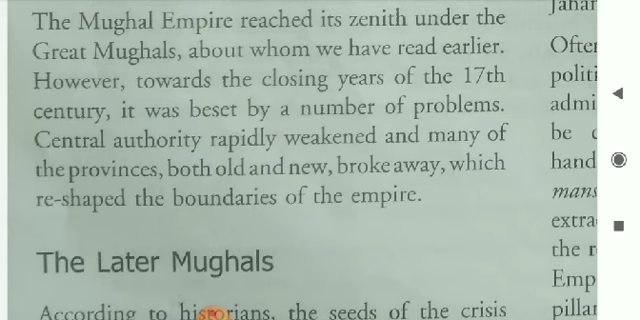 The Mughal Empire reached its zenith under the
Great Mughals, about whom we have read earlier.
However, towards the closing years of the 17th
century, it was beset by a number of problems.
Central authority rapidly weakened and many of
the provinces, both old and new, broke away, which
re-shaped the boundaries of the empire.
The Later Mughals
According to historians, the seeds of the crisis
Jahan
Often
politi
admi
be
hand
mans
extra
the r
Emp
pillar